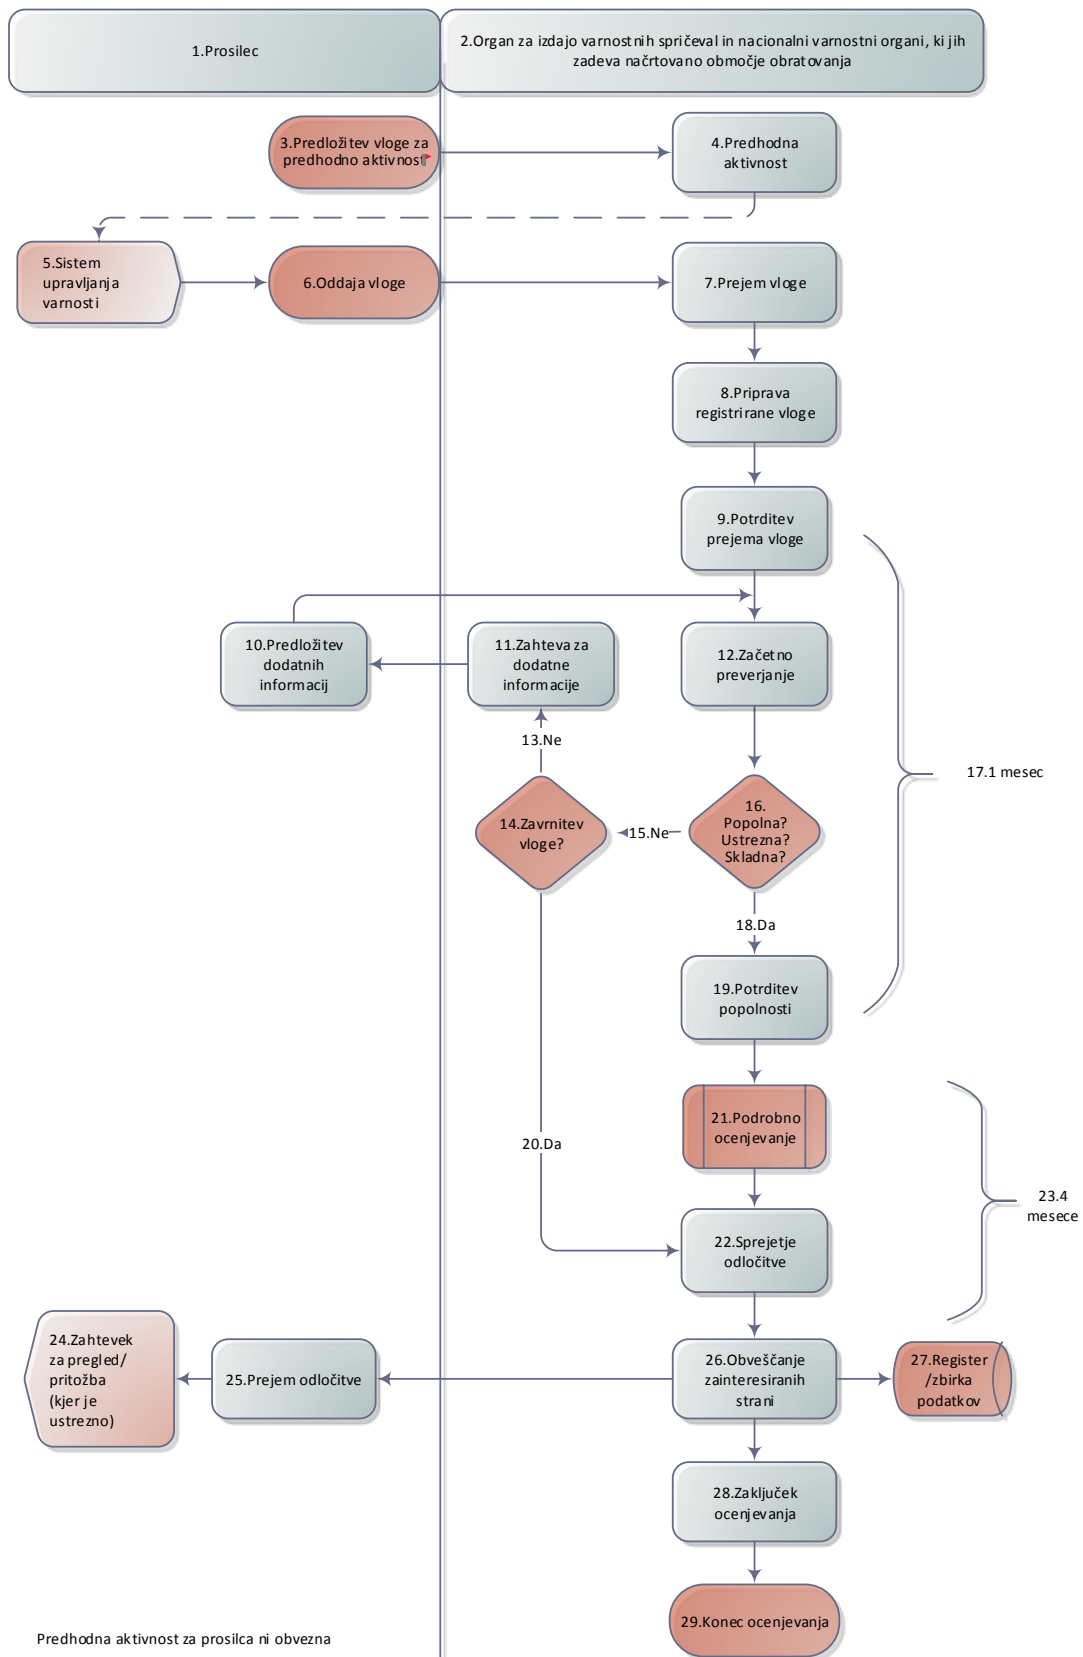 1.Prosilec
2.Organ za izdajo varnostnih spričeval in nacionalni varnostni organi, ki jih
zadeva načrtovano območje obratovanja
3.Predložitev vloge za
predhodno aktivnost
4.Predhodna
aktivnost
5.Sistem
upravljanja
varnosti
6.Oddaja vloge
7.Prejem vloge
8.Priprava
registrirane vloge
9.Potrditev
prejema vloge
10.Predložitev
dodatnih
informacij
11.Zahteva za
dodatne
informacije
12.Začetno
preverjanje
13.Ne
14.Zavrnitev
vloge?
15.Ne
16.
Popolna?
Ustrezna?
Skladna?
17.1 mesec
18.Da
19.Potrditev
popolnosti
20.Da
21.Podrobno
ocenjevanje
22.Sprejetje
odločitve
23.4
mesece
24.Zahtevek
za pregled/
pritožba
(kjer je
ustrezno)
25.Prejem odločitve
26.Obveščanje
zainteresiranih
strani
27.Register
/zbirka
podatkov
28.Zaključek
ocenjevanja
29.Konec ocenjevanja
Predhodna aktivnost za prosilca ni obvezna